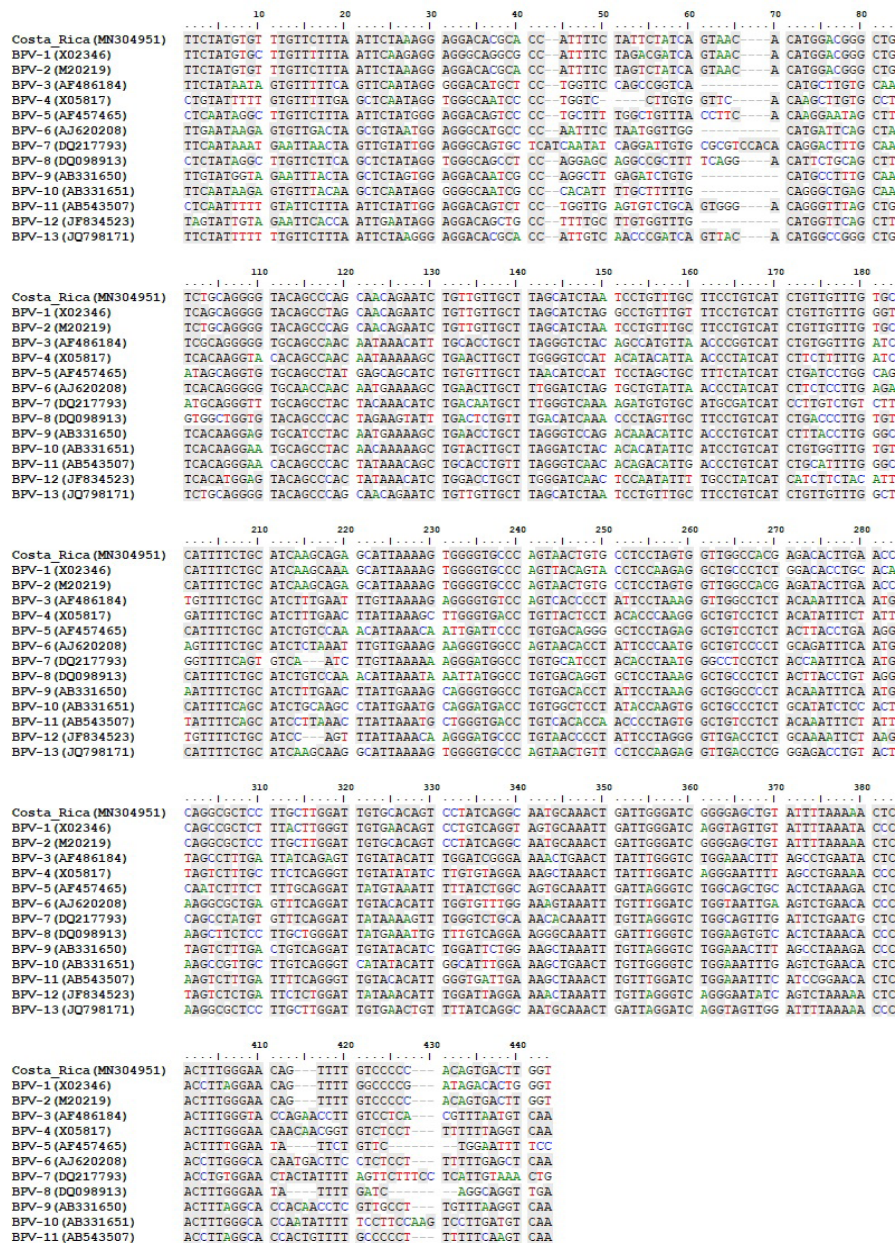 10 20 30 40 50 60 70 80
Costa_Rica(MN304951) TTCTATGTGT TTGTTCTTTA ATTCTAAAGG AGGACACGCA CC--ATTTTC TATTCTATCA GTAAC----A CATGGACGGG CTG
BPV-1(X02346) TTCTATGTGC TTGTTTTTTA ATTCAAGAGG AGGGCAGGCG CC--ATTTTC TAGACGATCA GTAAC----A CATGGACGGG CTG
BPV-2(M20219) TTCTATGTGT TTGTTCTTTA ATTCTAAAGG AGGACACGCA CC--ATTTTC TAGTCTATCA GTAAC----A CATGGACGGG CTG
BPV-3(AF486184) TTCTATAATA GTGTTTTTCA GTTCAATAGG GGGACATGCT CC--TGGTTC CAGCCGGTCA ---------- CATGCTTGTG CAA
BPV-4(X05817) CTGTATTTTT GTGTTTTTGA GCTCAATAGG TGGGCAATCC CC--TGGTC- ---CTTGTG GTTC-----A CAAGCTTGTG CCT
BPV-5(AF457465) CTCAATAGGC TTGTTCTTTA ATTCTATGGT AGGACAGTCC CC--TGCTTT TGGCTGTTTA CCTTC----A CAAGGAATAG CTT
BPV-6(AJ620208) TTGAATAAGA GTGTTGACTA GCTGTAATGG AGGGCATGCC CC--AATTTC TAATGGTTGG ---------- CATGATTCAG CTA
BPV-7(DQ217793) TTCAATAAAT GAATTAACTG TTGTATTGG AGGGCAGTGC TCATCAATAT CAGGATTGTG CGCGTCCACA CAGGACTTTG CAA
BPV-8(DQ098913) CTCTATAGGC TTGTTCTTCA GCTCTATAGG TGGGCAGCCT CC--AGGAGC AGCCGCTTTT TCAGG----A CATTCTGCAG CTT
BPV-9(AB331650) TTGTATGGTA GAATTTACTA GCTCTAGTGG AGGACAATCG CC--AGGCTT GAGATCTGTG ---------- CATGCCTTTG CAA
BPV-10(AB331651) TTCAATAAGA GTGTTTACAA GCTCAATAGG GGGGCAATCG CC--CACATT TGCTTTTTG ---------- CAGGGCTGAG CAA
BPV-11(AB543507) CTCAATTTTT GTATTTTCTA ATTCTATTGG AGGACAGTCT CC--TGGTTG AGTGTCTGCA GTGGG----A CAGGGTTTAG CTG
BPV-12(JF834523) TAGTATTGTA GAATTCACCA ATTGAATAGG AGGACAGCTG CC--TTTTGC TTGTGGTTTG ---------- CATGGTTCAG CTT
BPV-13(JQ798171) TTCTATTTTT TTGTTCTTTA ATTCTAAGGG AGGACACGCA CC--ATTGTC AACCCGATCA GTTAC----A CATGGCCGGG CTG
110 120 130 140 150 160 170 180
Costa_Rica(MN304951) TCTGCAGGGG TACAGCCCAG CAACAGAATC TGTTGTTGCT TAGCATCTAA TCCTGTTTGC TTCCTGTCAT CTGTTGTTTG TGC
BPV-1(X02346) TCAGCAGGGG TACAGCCTAG CAACAGAATC TGTTGTTGCT TAGCATCTAG GCCTGTTTGT TTCCTGTCAT CTGTTGTTTG GGT
BPV-2(M20219) TCTGCAGGGG TACAGCCCAG CAACAGAATC TGTTGTTGCT TAGCATCTAA TCCTGTTTGC TTCCTGTCAT CTGTTGTTTG TGC
BPV-3(AF486184) TCGCAGGGGG TGCAGCCAAC AATAAACATT TGCACCTGCT TAGGGTCTAC AGCCATGTTA ACCCGGTCAT CTGTGGTTTG ATC
BPV-4(X05817) TCACAAGGTA CACAGCCAAC AATAAAAAGC TGAACTTGCT TGGGGTCCAT ACATACATTA ACCCTATCAT CTTCTTTTTG ATC
BPV-5(AF457465) ATAGCAGGTG TGCAGCCTAT GAGCAGCATC TGTGTTTGCT TAACATCATT TCCTAGCTGC TTTCTATCAT CTGATCCTGG CAG
BPV-6(AJ620208) TCACAGGGGG TGCAACCAAC AATGAAAAGC TGAACTTGCT TTGGATCTAG TGCTGTATTA ACCCTATCAT CTTCTCCTTG AGA
BPV-7(DQ217793) ATGCAGGGTT TGCAGCCTAC TACAAACATC TGACAATGCT TTGGGTCAAA AGATGTGTGC ATGCGATCAT CCTTGTCTGT CTT
BPV-8(DQ098913) GTGGCTGGTG TACAGCCCAC TAGAAGTATT TGACTCTGTT TGACATCAAA CCCTAGTTGC TTCCTGTCAT CTGACCCTTG TGT
BPV-9(AB331650) TCACAAGGAG TGCATCCTAC AATGAAAAGC TGAACCTGCT TAGGGTCCAG ACAAACATTC ACCCTGTCAT CTTTACCTTG GGC
BPV-10(AB331651) TCACAAGGAA TGCAGCCTAC AACAAAAAGC TGTACTTGCT TAGGATCTAC ACACACATAT ACCCTATCAT CTGTGGTTTG TGT
BPV-11(AB543507) TCACAGGGAA CACAGCCCAC TATAAACAGC TGCACCTGTT TAGGGTCAAC ACAGACATTG ACCCTGTCAT CTGCATTTGG GC
BPV-12(JF834523) TCACATGGAG TACAGCCCAC TATAAACATC TGGACCTGCT TGGGATCAAC TCCAATATTT GCCCTATCAT CATCTTCTAC ATT
BPV-13(JQ798171) TCTGCAGGGG TACAGCCCAG CAACAGAATC TGTTGTTGCT TAGCATCTAA TCCTGTTTGC TTCCTGTCAT CTGTTGTTTG GCT
210 220 230 240 250 260 270 280
Costa_Rica(MN304951) CATTTTCTGC ATCAAGCAGA GCATTAAAAG TGGGGTGCCC AGTAACTGTG CCTCCTAGTG GTTGGCCACG AGACACTTGA ACC
BPV-1(X02346) CATTTTCTGC ATCAAGCAAA GCATTAAAAG TGGGGTGCCC AGTTACAGTA CCTCCAAGAG GCTGCCCTCG GGACACCTGC ACA
BPV-2(M20219) CATTTTCTGC ATCAAGCAGA GCATTAAAAG TGGGGTGCCC AGTAACTGTG CCTCCTAGTG GTTGGCCACG AGATACTTGA ACC
BPV-3(AF486184) TGTTTTCTGC ATCTTTGAAT TTGTTAAAAG AGGGGTGTCC AGTCACCCCT ATTCCTAAAG GTTGGCCTCT ACAAATTTCA ATG
BPV-4(X05817) GATTTTCTGC ATCTTTGAAC TTATTAAAGC TTGGGTGACC TGTTACTCCT ACACCCAAGG GCTGTCCTCT ACATATTTCT ATT
BPV-5(AF457465) CATTTTCTGC ATCTGTCCAA ACATTAAACA ATTGATTCCC TGTGACAGGG GCTCCTAGAG GCTGTCCTCT ACTTACCTGA AGG
BPV-6(AJ620208) AGTTTTCTGC ATCTCTAAAT TTGTTGAAAG AAGGGTGGCC AGTAACACCT ATTCCCAATG GCTGTCCCTG GCAGATTTCA ATT
BPV-7(DQ217793) GGTTTTCAGT GTCA---ATC TTGTTAAAAA AGGGATGGCC TGTGCATCCT ACACCTAATG GGCCTCCTCT ACCAATTTCA ATG
BPV-8(DQ098913) CATTTTCTGC ATCTGTCCAA ACATTAAATA AATTATGGCC TGTGACAGGT GCTCCTAAAG GCTGCCCTCT ACTTACCTGT AGG
BPV-9(AB331650) AATTTTCTGC ATCTTTGAAC TTATTGAAAG CAGGGTGGCC TGTGACACCT ATTCCTAAAG GCTGGCCCCT ACAAATTTCA ATG
BPV-10(AB331651) CATTTTCAGC ATCTGCAAGC CTATTGAATG CAGGATGACC TGTGGCTCCT ATACCAAGTG GCTGCCCTCT GCATATCTCC ACT
BPV-11(AB543507) TATTTTCAGC ATCCTTAAAC TTATTAAATG CTGGGTGACC TGTCACACCA ACCCCTAGTG GCTGTCCTCT ACAAATTTCT ATT
BPV-12(JF834523) TGTTTTCTGC ATCC---AGT TTATTAAACA AGGGATGCCC TGTAACCCCT ATTCCTAGGG GTTGACCTCT GCAAAATTCT AAG
BPV-13(JQ798171) CATTTTCTGC ATCAAGCAAG GCATTAAAAG TGGGGTGCCC AGTAACTGTT CCTCCAAGAG GTTGACCTCG GGAGACCTGT ACT
310 320 330 340 350 360 370 380
Costa_Rica(MN304951) CAGGCGCTCC TTGCTTGGAT TGTGCACAGT CCTATCAGGC AATGCAAACT GATTGGGATC GGGGAGCTGT ATTTTAAAAA CTC
BPV-1(X02346) CAGCCGCTCT TTACTTGGGT TGTGAACAGT CCTGTCAGGT AGTGCAAATT GATTGGGATC AGGTAGTTGT ATTTTAAATA CCC
BPV-2(M20219) CAGGCGCTCC TTGCTTGGAT TGTGCACAGT CCTATCAGGC AATGCAAACT GATTGGGATC GGGGAGCTGT ATTTTAAAAA CTC
BPV-3(AF486184) TAGCCTTTGA TTATCAGAGT TGTATACATT TGGATCGGGA AAACTGAACT TATTTGGGTC TGGAAACTTT AGCCTGAATA CTC
BPV-4(X05817) TAGTCTTTGC TTCTCAGGGT TGTATATATC TTGTGTAGGA AAGCTAAACT TGTTAGGGTC AGGGAATTTT AGCCTGAAAA CCC
BPV-5(AF457465) CAATCTTTCT TTTGCAGGAT TATGTAAATT TTTATCTGGC AGTGCAAATT GATTAGGGTC TGGCAGCTGC ACTCTAAAGA CTC
BPV-6(AJ620208) AAGGCGCTGA GTTTCAGGAT TGTACACATT TGGTGTTTGG AAAGTAAATT TGTTTGGATC TGGTAATTGA AGTCTGAACA CCC
BPV-7(DQ217793) CAGCCTATGT GTTTCAGGAT TATAAAAGTT TGGGTCTGCA AACACAAATT TGTTAGGGTC TGGCAGTTTG ATTCTGAATG CTC
BPV-8(DQ098913) AAGCTTCTCC TTGCTGGGAT TATGAAATTG TTTGTCAGGA AGGCAAATT GATTTGGGTC TGGAAGTGTC ACTCTAAACA CCC
BPV-9(AB331650) TAGTCTTTGA CTGTCAGGAT TGTATACATC CTGGATTCTGG AAGCTAAATT TGTTAGGGTC TGGAAACTTT AGCCTAAAGA CCC
BPV-10(AB331651) AAGCCGTTGC TTGTCAGGGT CATATACATT GGCATTTGGA AAGCTGAACT TGTTGGGGTC TGGAAATTTG AGTCTGAACA CCC
BPV-11(AB543507) AAGTCTTTGA TTTTCAGGGT TGTACACATT GGGTGATTGA AAGCTAAACT TGTTTGGATC TGGAAATTTC ATCCGGAACA CTC
BPV-12(JF834523) TAGTCTCTGA TTCTCTGGAT TATAAACATT TGGATTAGGA AAACTAAATT TGTTAGGGTC AGGGAATATC AGTCTAAAAA CTC
BPV-13(JQ798171) AAGGCGCTCC TTGCTTGGAT TGTGAACTGT TTTATCAGGC AATGCAAACT GATTAGGATC AGGTAGTTGG ATTTTAAAAA CCC
410 420 430 440
Costa_Rica(MN304951) ACTTTGGGAA CAG---TTTT GTCCCCC--- ACAGTGACTT GGT
BPV-1(X02346) ACCTTAGGAA CAG---TTTT GGCCCCG--- ATAGACACTG GGT
BPV-2(M20219) ACTTTGGGAA CAG---TTTT GTCCCCC--- ACAGTGACTT GGT
BPV-3(AF486184) ACTTTGGGTA CCAGAACCTT GTCCTCA--- CGTTTAATGT CAA
BPV-4(X05817) ACTTTGGGAA CAACAACGGT GTCTCCT--- TTTTTTAGGT CAA
BPV-5(AF457465) ACTTTTGGAA TA----TTCT GTTC------ TGGAATTT TCC
BPV-6(AJ620208) ACCTTGGGCA CAATGACTTC CTCTCCT--- TTTTTGAGCT CAA
BPV-7(DQ217793) ACCTGTGGAA CTACTATTTT AGTTCTTTCC TCATTGTAAA CTG
BPV-8(DQ098913) ACTTTGGGAA TA----TTTT GATC------ AGGCAGGT TGA
BPV-9(AB331650) ACTTTAGGCA CCACAACCTC GTTGCCT--- TGTTTAAGGT CAA
BPV-10(AB331651) ACTTTGGGCA CCAATATTTT TCCTTCCAAG TCCTTGATGT CAA
BPV-11(AB543507) ACCTTAGGCA CCACTGTTTT GCCCCCT--- TTTTTCAAGT CAA